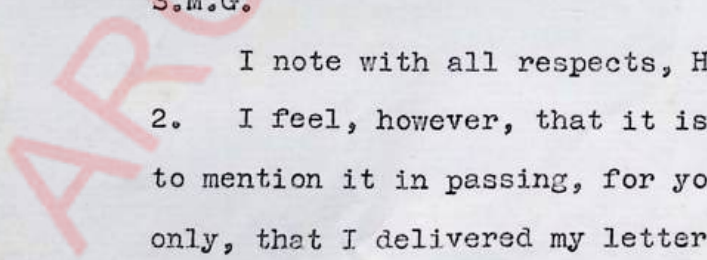 S.M.G.
I note with all respects, H
2. I feel, however, that it is
to mention it in passing, for yo
only, that I delivered my letter
ARC